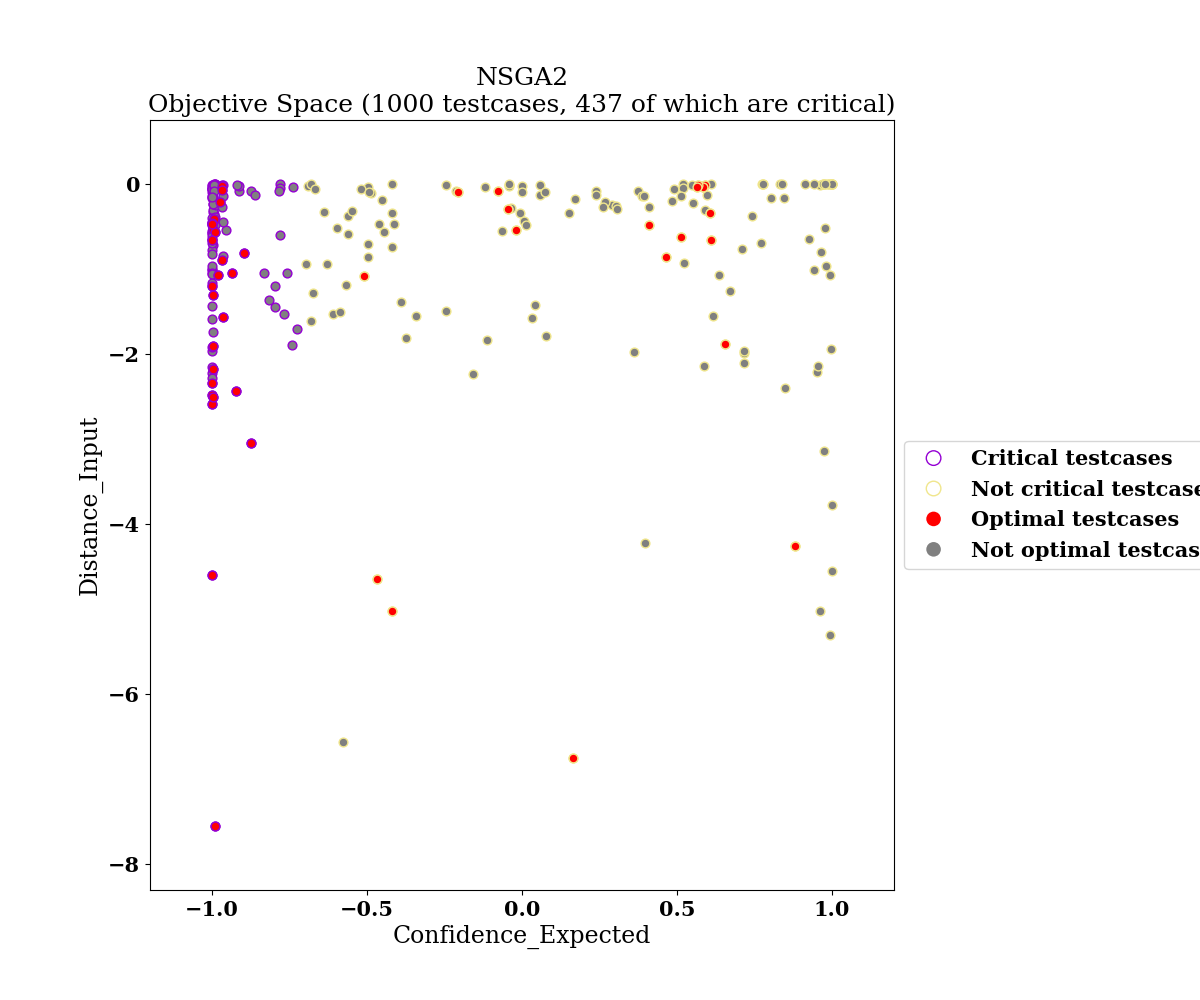 NSGA2
Objective Space (1000 testcases, 437 of which are critical)
0
−2
−4
−6
−8
Distance_Input
−1.0
−0.5
0.0
0.5
1.0
Confidence_Expected
Critical testcases
Not critical testcase
Optimal testcases
Not optimal testcas